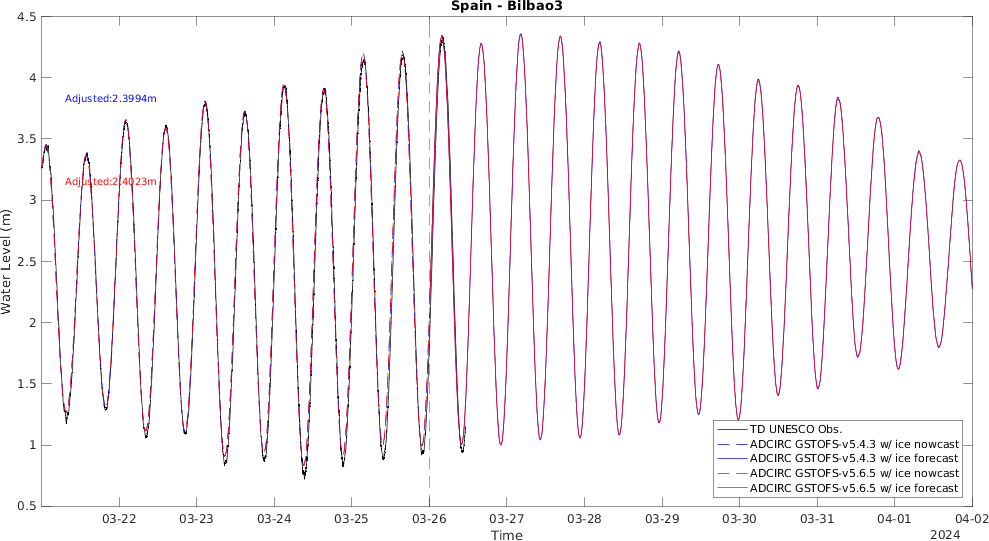 Spain - Bilbao3
4.5
4
3.5
3
2.5
2
1.5
1
0.5
Water Level (m)
Adjusted:2.3994m
Adjusted:2.4023m
TD UNESCO Obs.
ADCIRC GSTOFS-v5.4.3 w/ ice nowcast
ADCIRC GSTOFS-v5.4.3 w/ ice forecast
ADCIRC GSTOFS-v5.6.5 w/ ice nowcast
ADCIRC GSTOFS-v5.6.5 w/ ice forecast
03-22 03-23 03-24 03-25 03-26 03-27 03-28 03-29 03-30 03-31 04-01 04-02
Time
2024